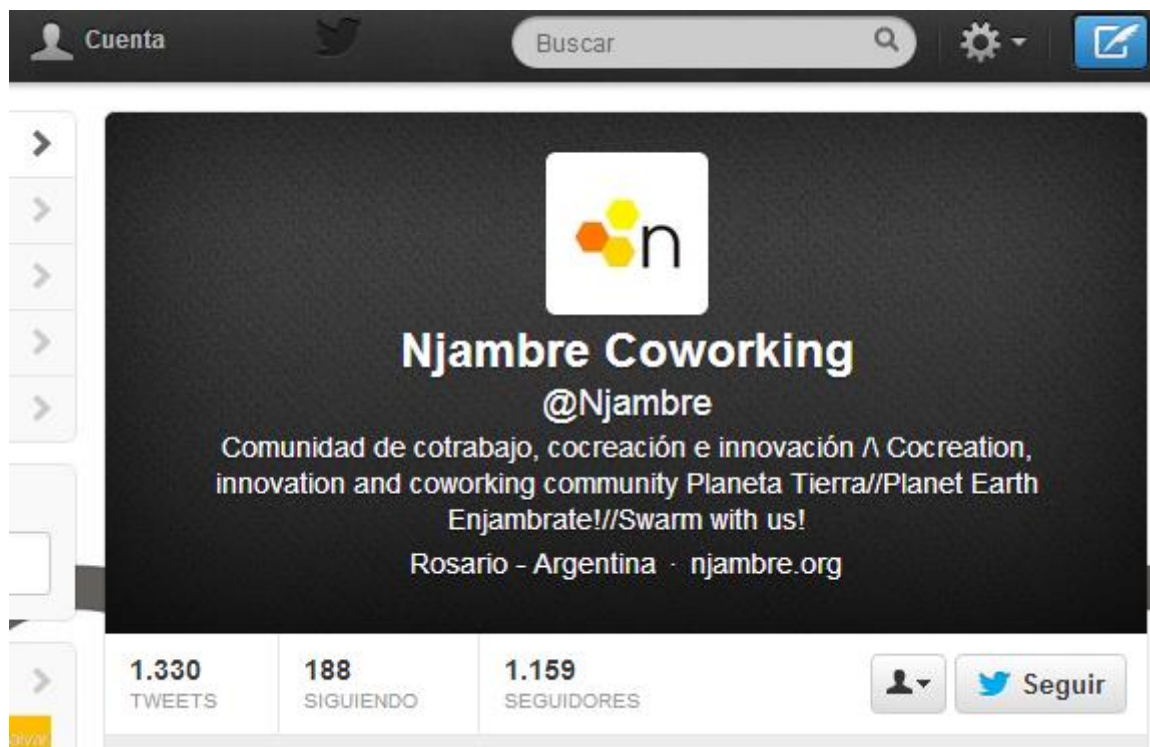 Cuenta
Buscar
n
Njambre Coworking
@Njambre
Comunidad de cotrabajo, cocreación e innovación /\ Cocreation,
innovation and coworking community Planeta Tierra//Planet Earth
Enjambrate!//Swarm with us!
Rosario - Argentina · njambre.org
1.330 188 1.159
TWEETS SIGUIENDO SEGUIDORES
Seguir